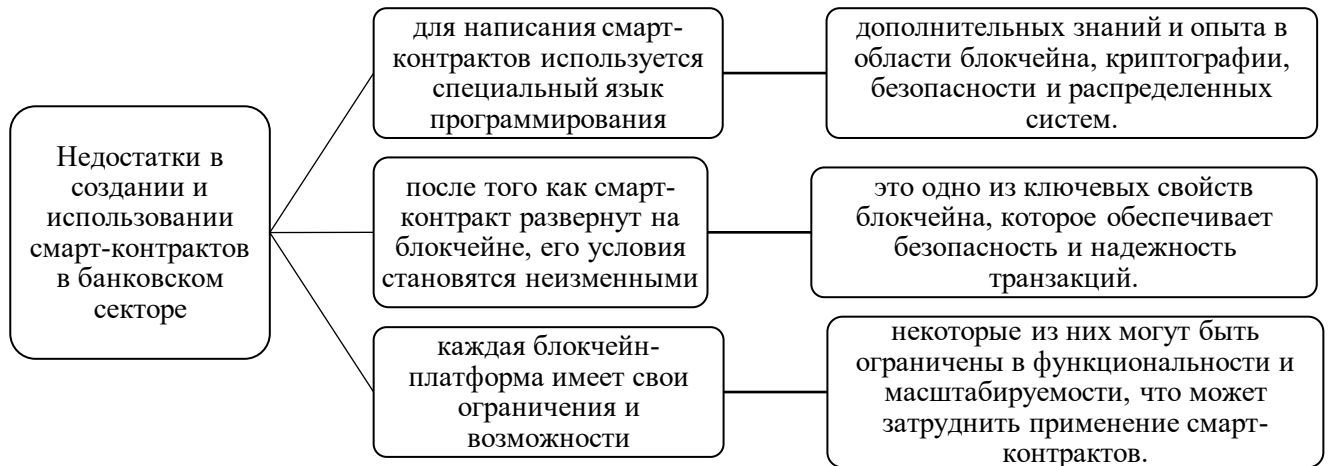 Недостатки в
создании и
использовании
смарт-контрактов
в банковском
секторе
для написания смарт-
контрактов используется
специальный язык
программирования
дополнительных знаний и опыта в
области блокчейна, криптографии,
безопасности и распределенных
систем.
после того как смарт-
контракт развернут на
блокчейне, его условия
становятся неизменными
это одно из ключевых свойств
блокчейна, которое обеспечивает
безопасность и надежность
транзакций.
каждая блокчейн-
платформа имеет свои
ограничения и
возможности
некоторые из них могут быть
ограничены в функциональности и
масштабируемости, что может
затруднить применение смарт-
контрактов.